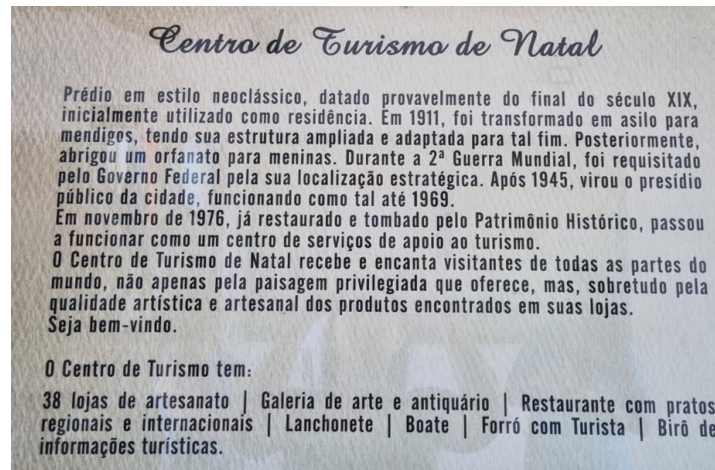 Centro de Turismo de Natal
Prédio em estilo neoclássico, datado provavelmente do final do século XIX,
inicialmente utilizado como residência. Em 1911, foi transformado em asilo para
mendigos, tendo sua estrutura ampliada e adaptada para tal fim. Posteriormente,
abrigou um orfanato para meninas. Durante a 2ª Guerra Mundial, foi requisitado
pelo Governo Federal pela sua localização estratégica. Após 1945, virou o presídio
público da cidade, funcionando como tal até 1969.
Em novembro de 1976, já restaurado e tombado pelo Patrimônio Histórico, passou
a funcionar como um centro de serviços de apoio ao turismo.
O Centro de Turismo de Natal recebe e encanta visitantes de todas as partes do
mundo, não apenas pela paisagem privilegiada que oferece, mas, sobretudo pela
qualidade artística e artesanal dos produtos encontrados em suas lojas.
Seja bem-vindo.
O Centro de Turismo tem:
38 lojas de artesanato | Galeria de arte e antiquário | Restaurante com pratos
regionais e internacionais | Lanchonete | Boate | Forró com Turista | Birô de
informações turísticas.